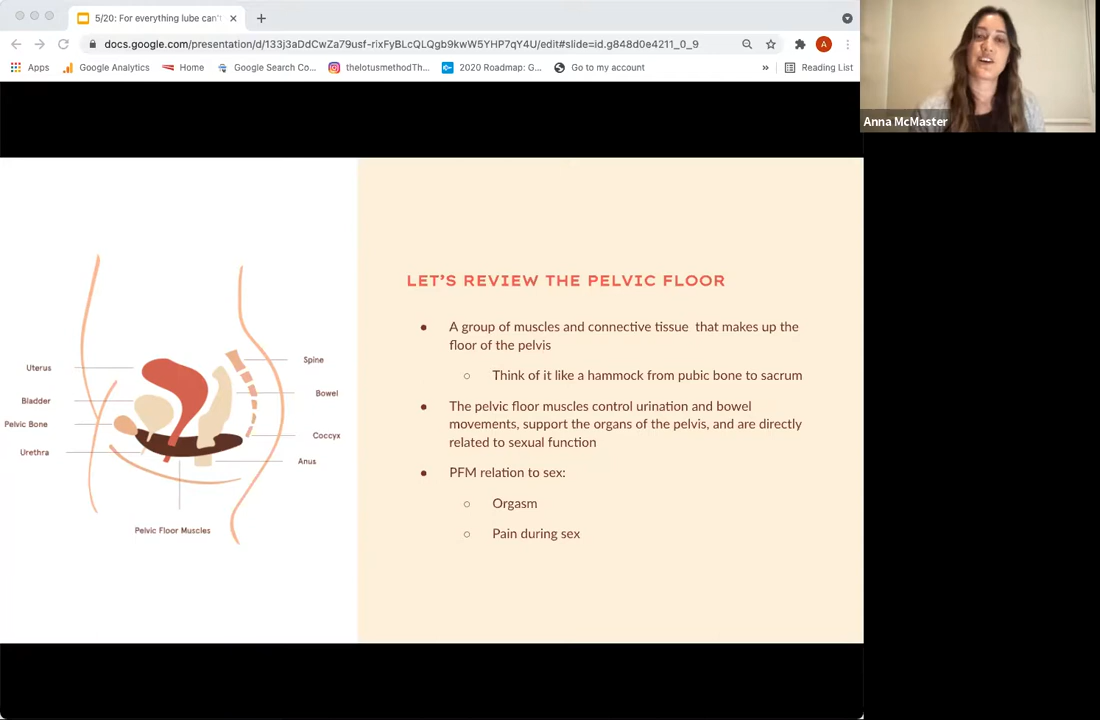 5/20: For everything lube can'
docs.google.com/presentation/d/133j3aDdCwZa79usf-rixFyBLcQLQgb9kwW5YHP7qY4U/edit#slide=id.g848d0e4211_0_9
A
Apps
Google Analytics
Home
Google Search Co...
thelotusmethodTh...
2020 Roadmap: G...
Go to my account
»
Reading List
Anna McMaster
Uterus
Bladder
Pelvic Bone
Urethra
Spine
Bowel
Coccyx
Anus
Pelvic Floor Muscles
LET'S REVIEW THE PELVIC FLOOR
A group of muscles and connective tissue that makes up the
floor of the pelvis
Think of it like a hammock from pubic bone to sacrum
The pelvic floor muscles control urination and bowel
movements, support the organs of the pelvis, and are directly
related to sexual function
PFM relation to sex:
Orgasm
Pain during sex